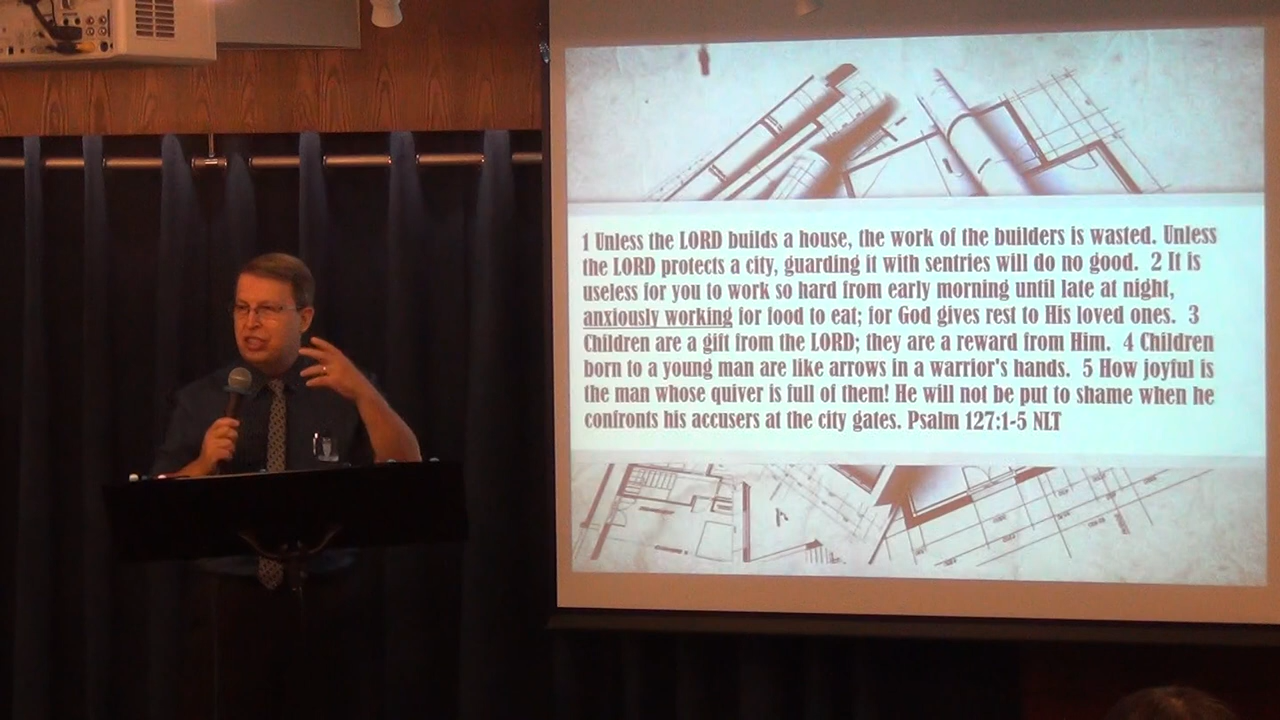 1 Unless the LORD builds a house, the work of the builders is wasted. Unless
the LORD protects a city, guarding it with sentries will do no good. 2 It is
useless for you to work so hard from early morning until late at night,
anxiously working for food to eat; for God gives rest to His loved ones. 3
Children are a gift from the LORD; they are a reward from Him. 4 Children
born to a young man are like arrows in a warrior's hands. 5 How joyful is
the man whose quiver is full of them! He will not be put to shame when he
confronts his accusers at the city gates. Psalm 127:1-5 NLT